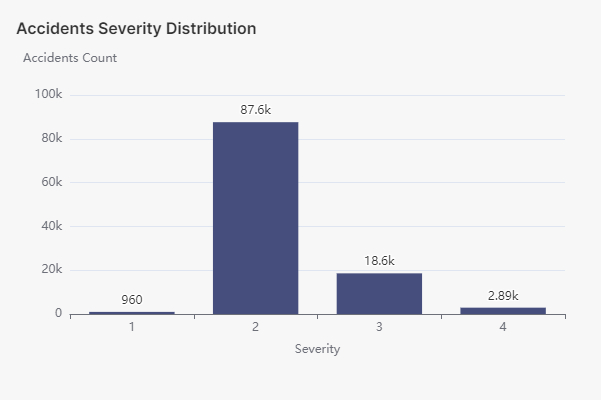 Accidents Severity Distribution
Accidents Count
100k
80k
60k
40k
20k
0
960
87.6k
18.6k
2.89k
1 2 3 4
Severity